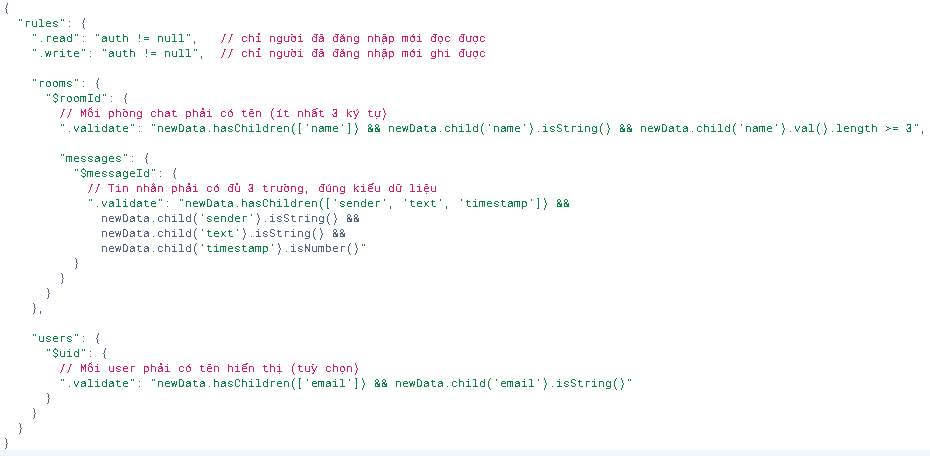 {
  "rules": {
    ".read": "auth != null",   // chỉ người đã đăng nhập mới đọc được
    ".write": "auth != null",  // chỉ người đã đăng nhập mới ghi được

    "rooms": {
      "$roomId": {
        // Mỗi phòng chat phải có tên (ít nhất 3 ký tự)
        ".validate": "newData.hasChildren(['name']) && newData.child('name').isString() && newData.child('name').val().length >= 3",

        "messages": {
          "$messageId": {
            // Tin nhắn phải có đủ 3 trường, đúng kiểu dữ liệu
            ".validate": "newData.hasChildren(['sender', 'text', 'timestamp']) &&
              newData.child('sender').isString() &&
              newData.child('text').isString() &&
              newData.child('timestamp').isNumber()"
          }
        }
      }
    },

    "users": {
      "$uid": {
        // Mỗi user phải có tên hiển thị (tuỳ chọn)
        ".validate": "newData.hasChildren(['email']) && newData.child('email').isString()"
      }
    }
  }
}